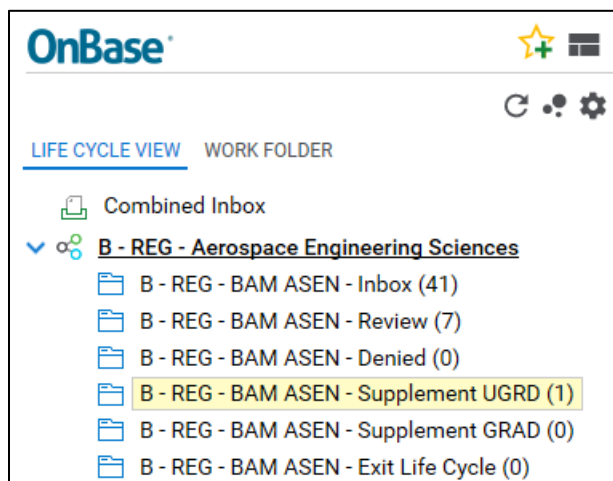 OnBase
LIFE CYCLE VIEW WORK FOLDER
Combined Inbox
B - REG - Aerospace Engineering Sciences
B - REG - BAM ASEN - Inbox (41)
B - REG - BAM ASEN - Review (7)
B - REG - BAM ASEN - Denied (0)
B - REG - BAM ASEN - Supplement UGRD (1)
B - REG - BAM ASEN - Supplement GRAD (0)
B - REG - BAM ASEN - Exit Life Cycle (0)